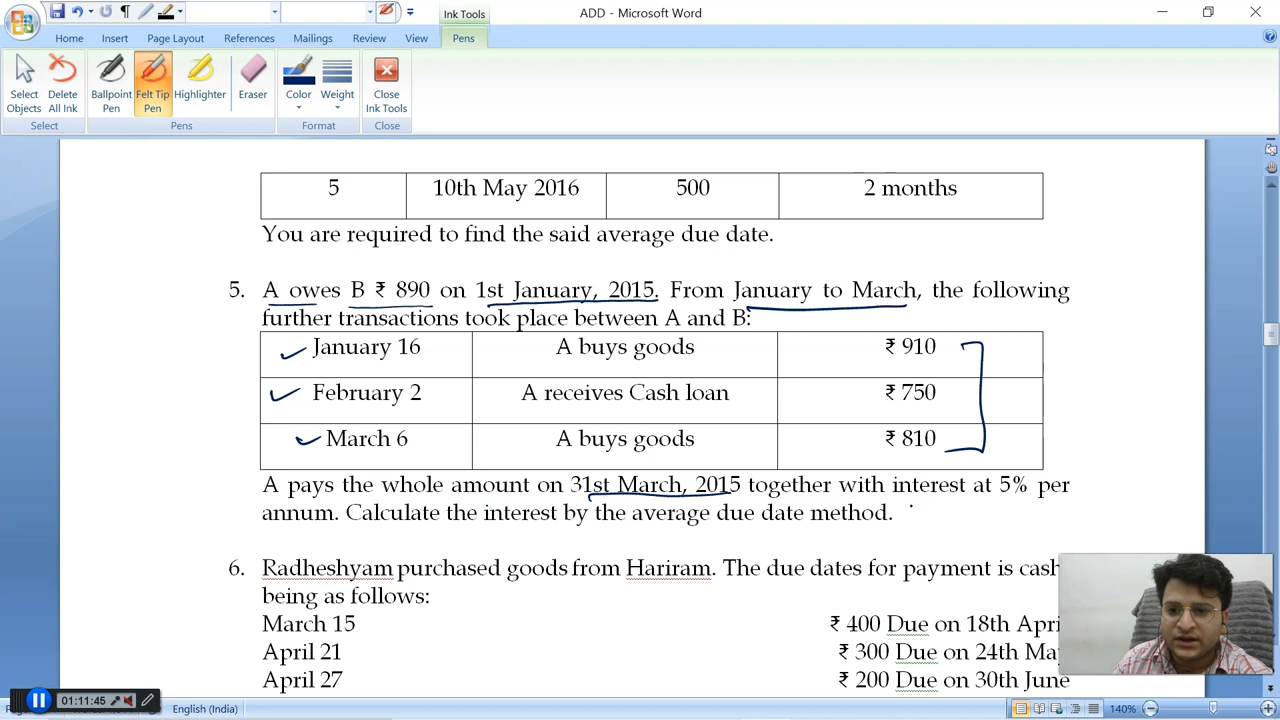 Ink Tools
ADD - Microsoft Word
Home Insert Page Layout References Mailings Review View Pens
Select Objects
Delete All Ink
Ballpoint Pen
Felt Tip Pen
Highlighter
Eraser
Color
Weight
Close Ink Tools
Select Pens Format Close
5 10th May 2016 500 2 months
You are required to find the said average due date.
5. A owes B ₹ 890 on 1st January, 2015. From January to March, the following
further transactions took place between A and B:
January 16 A buys goods ₹ 910
February 2 A receives Cash loan ₹ 750
March 6 A buys goods ₹ 810
A pays the whole amount on 31st March, 2015 together with interest at 5% per
annum. Calculate the interest by the average due date method.
6. Radheshyam purchased goods from Hariram. The due dates for payment is cash
being as follows:
March 15 ₹ 400 Due on 18th Apri
April 21 ₹ 300 Due on 24th Ma
April 27 ₹ 200 Due on 30th June
01:11:45
English (India)
140%